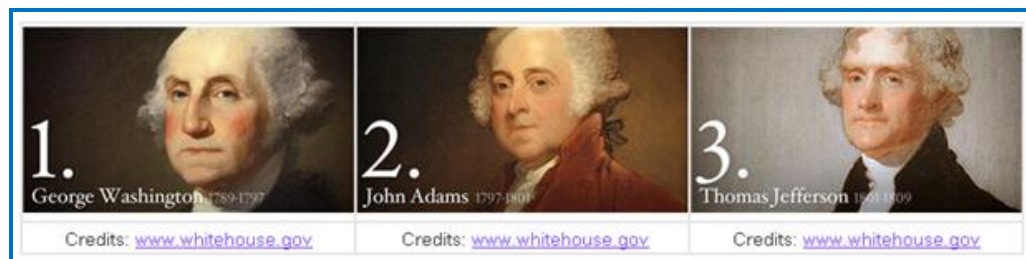 1.
George Washington 1789-1797
2.
John Adams 1797-1801
3.
Thomas Jefferson 1801-1809
Credits: www.whitehouse.gov
Credits: www.whitehouse.gov
Credits: www.whitehouse.gov